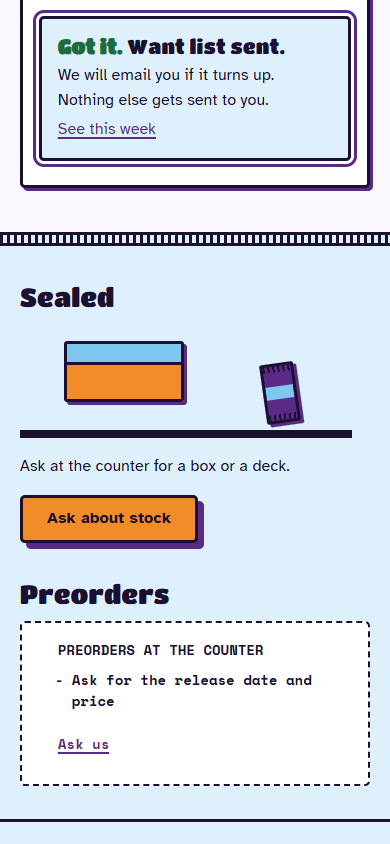 Got it. Want list sent.
We will email you if it turns up.
Nothing else gets sent to you.
See this week
Sealed
Ask at the counter for a box or a deck.
Ask about stock
Preorders
PREORDERS AT THE COUNTER
- Ask for the release date and
price
Ask us